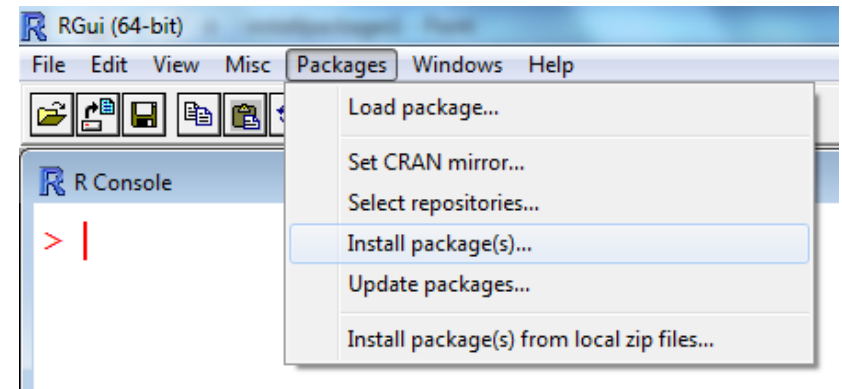 RGui (64-bit)
File Edit View Misc Packages Windows Help
Load package...
Set CRAN mirror...
Select repositories...
Install package(s)...
Update packages...
Install package(s) from local zip files...
R Console
>